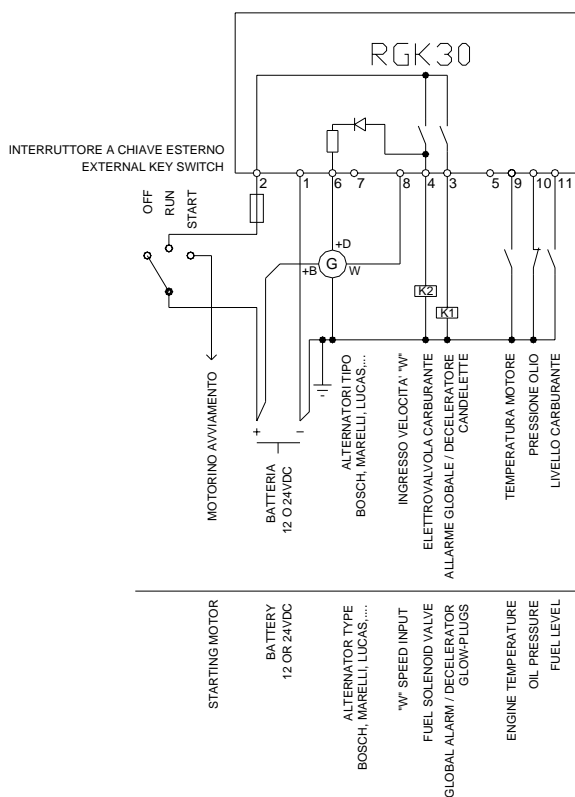 RGK30
INTERRUTTORE A CHIAVE ESTERNO
EXTERNAL KEY SWITCH
2 1 6 7 8 4 3 5 9 10 11
OFF
RUN
START
+D
+B
G
W
K2
K1
+ –
MOTORINO AVVIAMENTO
BATTERIA
12 O 24VDC
ALTERNATORI TIPO
BOSCH, MARELLI, LUCAS,...
INGRESSO VELOCITA' "W"
ELETTROVALVOLA CARBURANTE
ALLARME GLOBALE / DECELERATORE
CANDELETTE
TEMPERATURA MOTORE
PRESSIONE OLIO
LIVELLO CARBURANTE
STARTING MOTOR
BATTERY
12 OR 24VDC
ALTERNATOR TYPE
BOSCH, MARELLI, LUCAS,...
"W" SPEED INPUT
FUEL SOLENOID VALVE
GLOBAL ALARM / DECELERATOR
GLOW-PLUGS
ENGINE TEMPERATURE
OIL PRESSURE
FUEL LEVEL